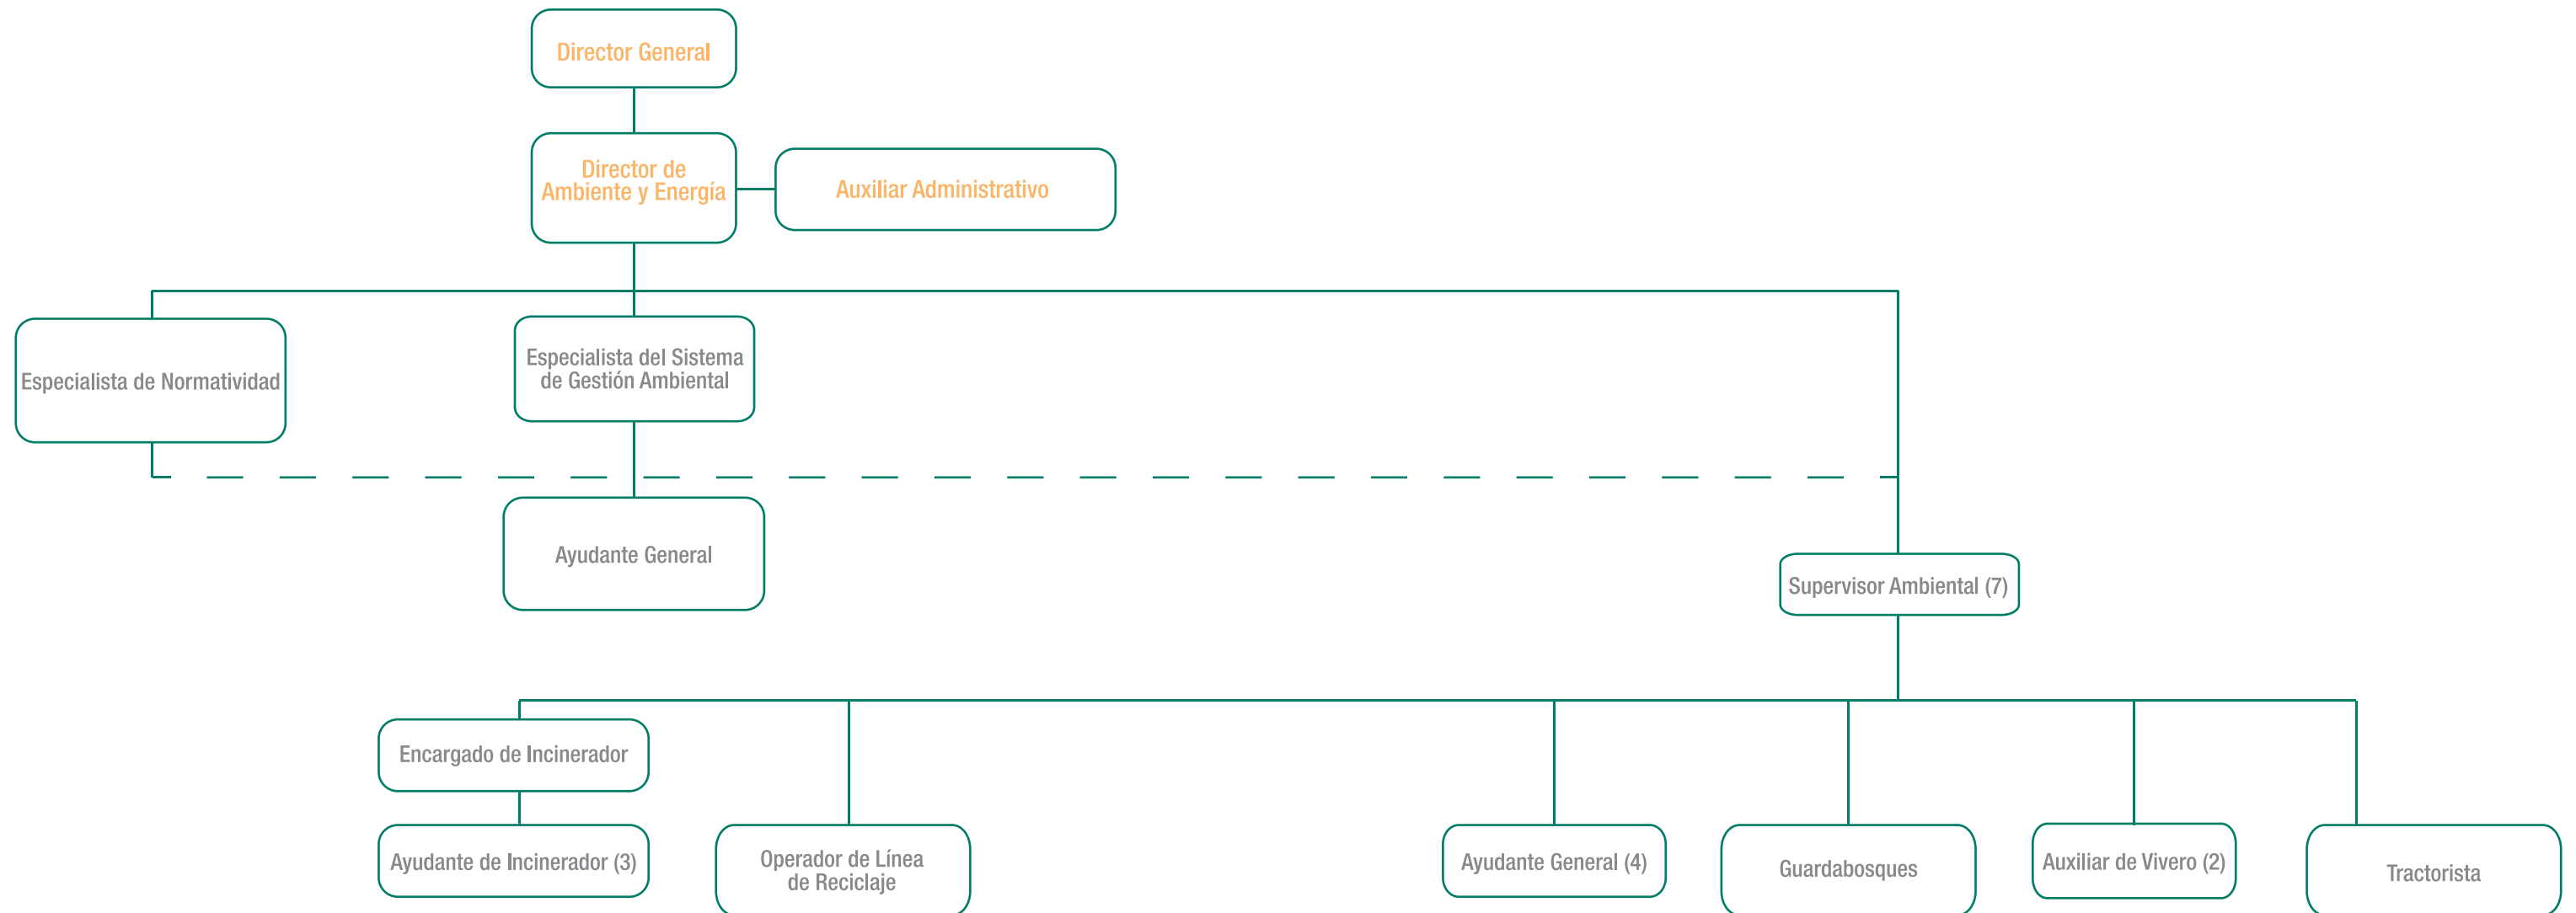 Director General
Director de
Ambiente y Energía
Auxiliar Administrativo
Especialista de Normatividad
Especialista del Sistema
de Gestión Ambiental
Ayudante General
Supervisor Ambiental (7)
Encargado de Incinerador
Ayudante de Incinerador (3)
Operador de Línea
de Reciclaje
Ayudante General (4)
Guardabosques
Auxiliar de Vivero (2)
Tractorista